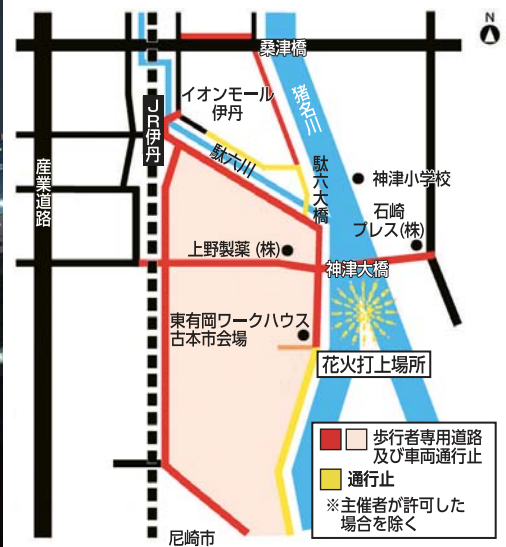 N
桑津橋
猪名川
イオンモール
伊丹
JR伊丹
駄六川
駄六大橋
神津小学校
産業道路
石崎
プレス(株)
上野製薬(株)
神津大橋
東有岡ワークハウス
古本市会場
花火打上場所
歩行者専用道路
及び車両通行止
通行止
※主催者が許可した
場合を除く
尼崎市